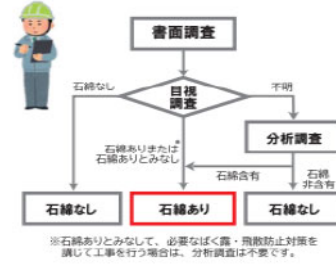 書面調査
石綿なし
目視
調査
不明
石綿ありまたは※
石綿ありとみなし
分析調査
石綿含有
石綿
非含有
石綿なし
石綿あり
石綿なし
※石綿ありとみなして、必要なばく露・飛散防止対策を
講じて工事を行う場合は、分析調査は不要です。